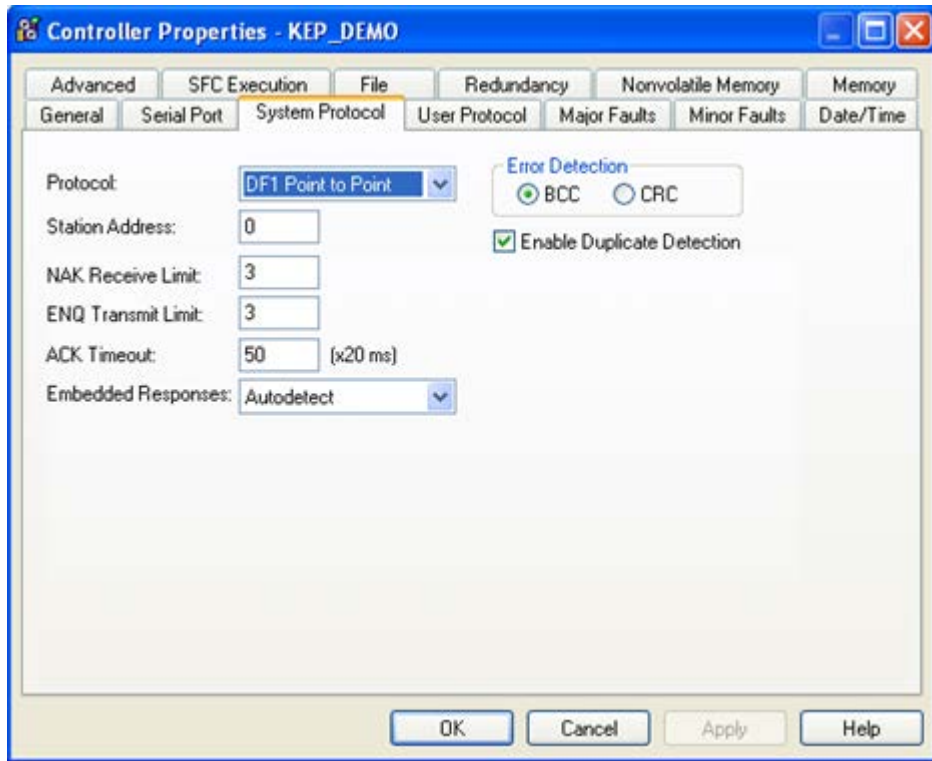 Controller Properties - KEP_DEMO
Advanced SFC Execution File Redundancy Nonvolatile Memory Memory
General Serial Port System Protocol User Protocol Major Faults Minor Faults Date/Time
Protocol: DF1 Point to Point
Station Address: 0
NAK Receive Limit: 3
ENQ Transmit Limit: 3
ACK Timeout: 50 (x20 ms)
Embedded Responses: Autodetect
Error Detection
BCC CRC
Enable Duplicate Detection
OK Cancel Apply Help